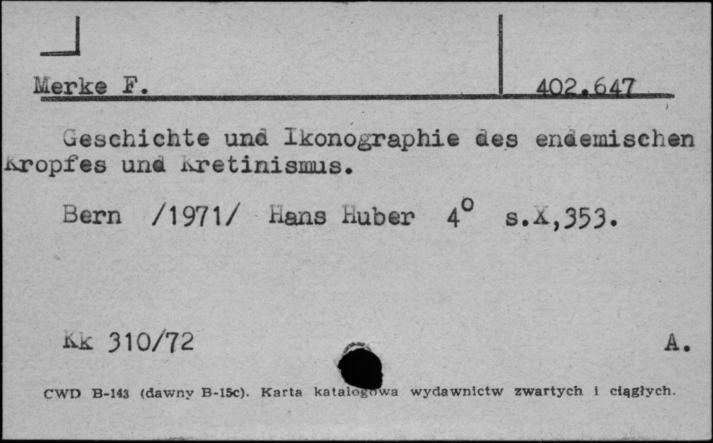 Merke F.
402.647
Geschichte und Ikonographie des endemischen
Kropfes und Kretinismus.
Bern /1971/ Hans Huber 4° s.X,353.
Kk 310/72
A.
CWD B-143 (dawny B-15c). Karta katalogowa wydawnictw zwartych i ciągłych.